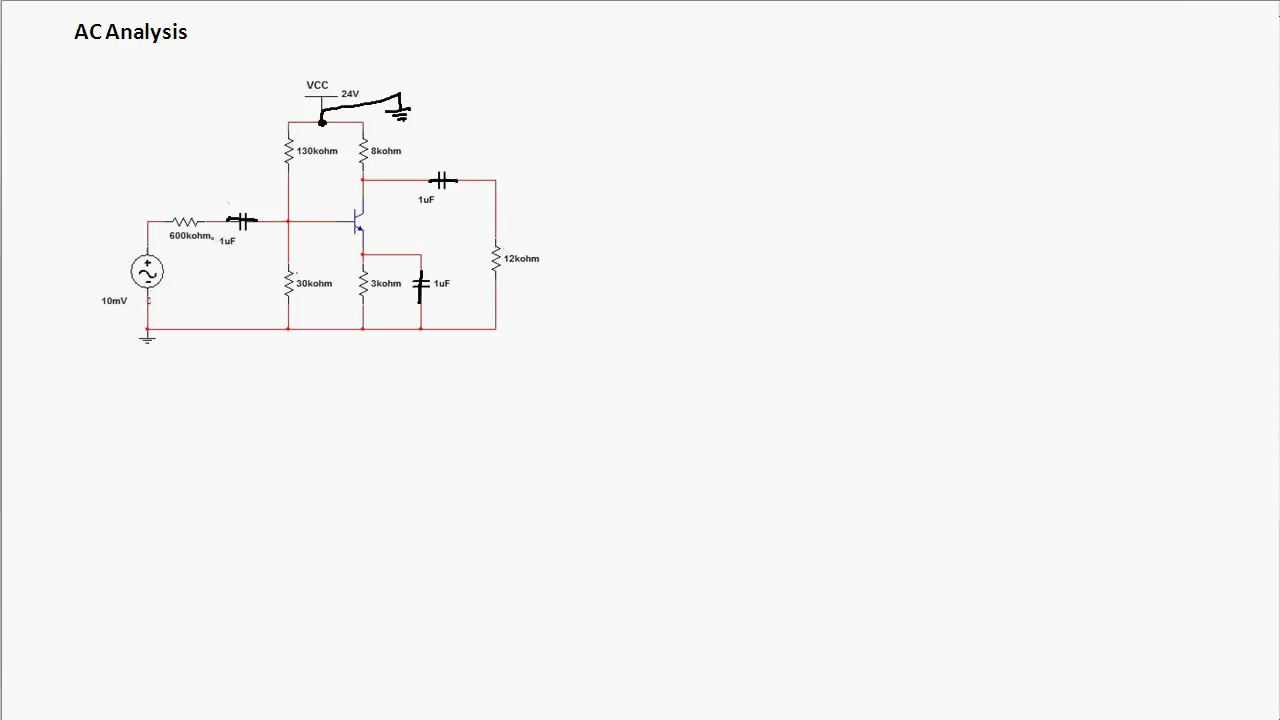 AC Analysis
VCC
24V
130kohm
8kohm
1uF
600kohm
1uF
12kohm
30kohm
3kohm
1uF
10mV